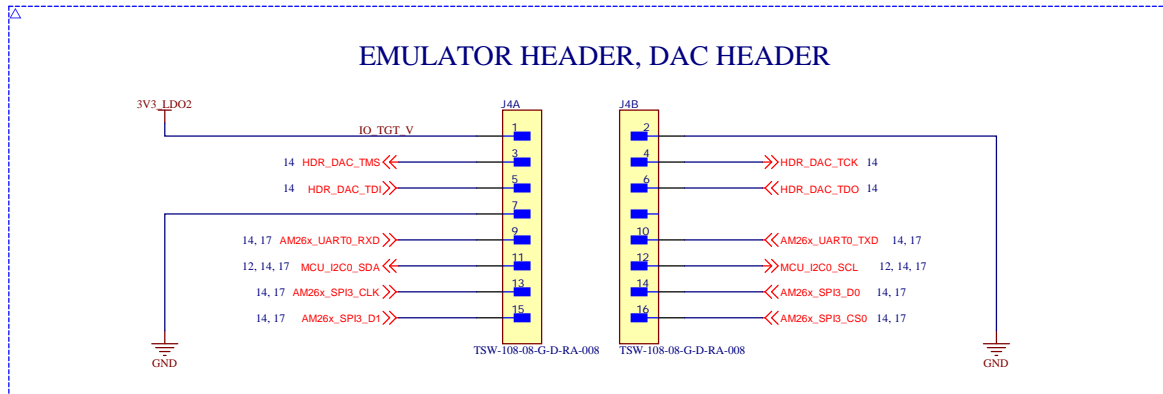 EMULATOR HEADER, DAC HEADER
3V3_LDO2
J4A
J4B
IO_TGT_V
1
2
14 HDR_DAC_TMS
3
4
HDR_DAC_TCK 14
14 HDR_DAC_TDI
5
6
HDR_DAC_TDO 14
7
14, 17 AM26x_UART0_RXD
9
10
AM26x_UART0_TXD 14, 17
12, 14, 17 MCU_I2C0_SDA
11
12
MCU_I2C0_SCL 12, 14, 17
14, 17 AM26x_SPI3_CLK
13
14
AM26x_SPI3_D0 14, 17
14, 17 AM26x_SPI3_D1
15
16
AM26x_SPI3_CS0 14, 17
TSW-108-08-G-D-RA-008
TSW-108-08-G-D-RA-008
GND
GND